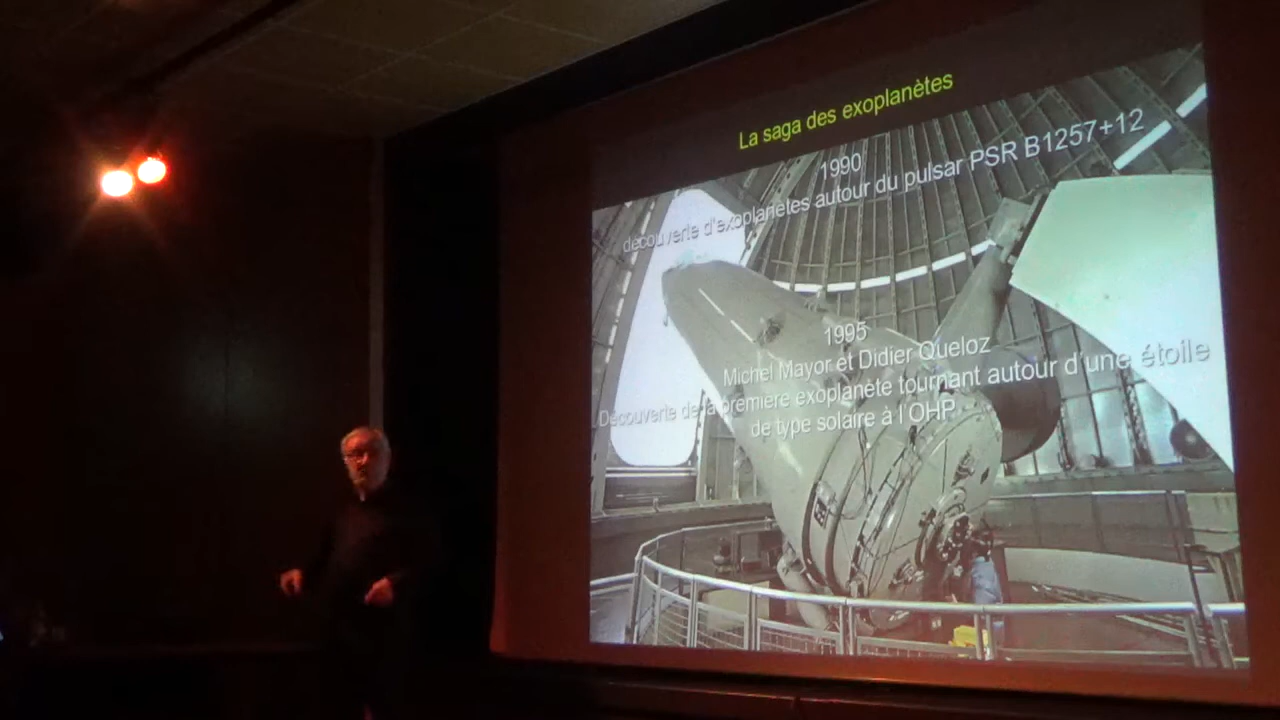 La saga des exoplanètes
1990
découverte d'exoplanètes autour du pulsar PSR B1257+12
1995
Michel Mayor et Didier Queloz
Découverte de la première exoplanète tournant autour d'une étoile
de type solaire à l'OHP